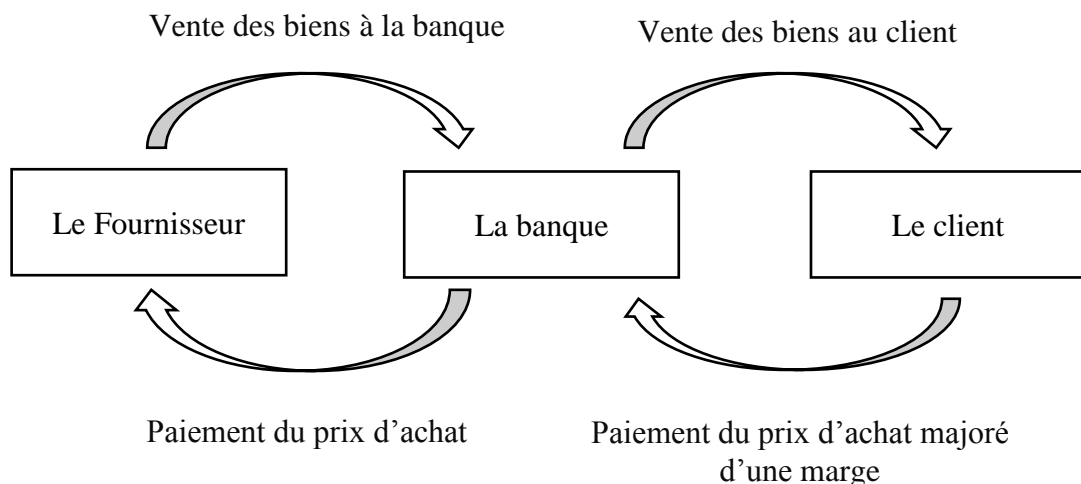 Vente des biens à la banque
Vente des biens au client
Le Fournisseur
La banque
Le client
Paiement du prix d’achat
Paiement du prix d’achat majoré
d’une marge